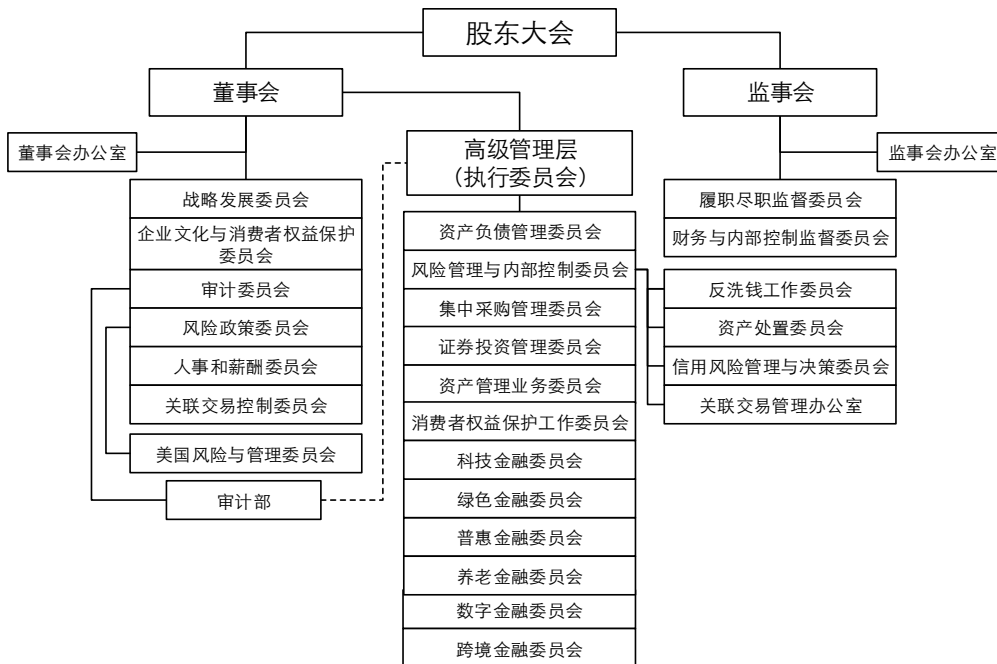 股东大会
董事会
监事会
董事会办公室
高级管理层
（执行委员会）
监事会办公室
战略发展委员会
企业文化与消费者权益保护
委员会
审计委员会
风险政策委员会
人事和薪酬委员会
关联交易控制委员会
美国风险与管理委员会
审计部
资产负债管理委员会
风险管理与内部控制委员会
集中采购管理委员会
证券投资管理委员会
资产管理业务委员会
消费者权益保护工作委员会
科技金融委员会
绿色金融委员会
普惠金融委员会
养老金融委员会
数字金融委员会
跨境金融委员会
履职尽职监督委员会
财务与内部控制监督委员会
反洗钱工作委员会
资产处置委员会
信用风险管理与决策委员会
关联交易管理办公室